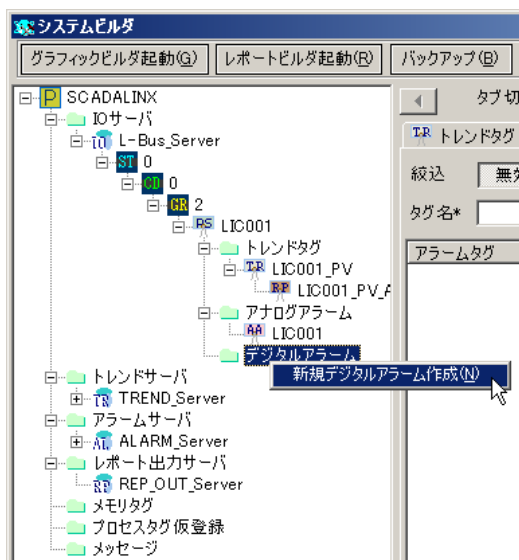 システムビルダ
グラフィックビルダ起動(G) レポートビルダ起動(R) バックアップ(B)
P SCADALINX
タブ切
IOサーバ
IO L-Bus_Server
TR トレンドタグ
ST 0
CD 0
絞込 無効
GR 2
タグ名*
PS LIC001
トレンドタグ
アラームタグ
TR LIC001_PV
RP LIC001_PV_A
アナログアラーム
AA LIC001
デジタルアラーム
新規デジタルアラーム作成(N)
トレンドサーバ
TR TREND_Server
アラームサーバ
AL ALARM_Server
レポート出力サーバ
RP REP_OUT_Server
メモリタグ
プロセスタグ仮登録
メッセージ